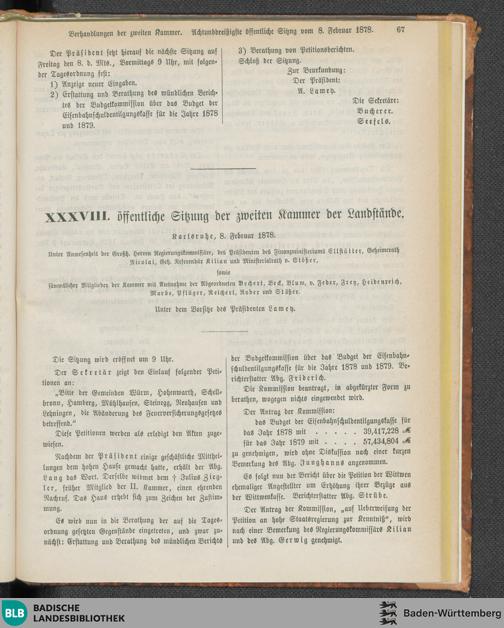 Verhandlungen der zweiten Kammer. Achtunddreißigste öffentliche Sitzng vom 8. Februar 1878. 67
Der Präsident setzt hierauf die nächste Sitzung auf
Freitag den 8. d. Mts., Vormittags 9 Uhr, mit folgen-
der Tagesordnung fest:
1) Anzeige neuer Eingaben.
2) Erstattung und Berathung des mündlichen Berich-
tes der Budgetkommission über das Budget der
Eisenbahnschuldentilgungskasse für die Jahre 1878
und 1879.
3) Berathung von Petitionsberichten.
Schluß der Sitzung.
Zur Beurkundung:
Der Präsident:
A. Lamey.
Die Sekretäre:
Bucherer.
Seefels.
XXXVIII. öffentliche Sitzung der zweiten Kammer der Landstände.
Karlsruhe, 8. Februar 1878.
Unter Anwesenheit der Großh. Herren Regierungskommissäre, des Präsidenten des Finanzministeriums Ellstätter, Geheimerath
Nicolai, Geh. Referendär Kilian und Ministerialrath v. Stößer,
sowie
sämmtlicher Mitglieder der Kammer mit Ausnahme der Abgeordneten Bechert, Beck, Blum, v. Feder, Frey, Heidenreich,
Marbe, Pflüger, Reichert, Roder und Stößer.
Unter dem Vorsitze des Präsidenten Lamey.
Die Sitzung wird eröffnet um 9 Uhr.
Der Sekretär zeigt den Einlauf folgender Peti-
tionen an:
„Bitte der Gemeinden Würm, Hohenwarth, Schell-
bronn, Hamberg, Mühlhausen, Steinegg, Neuhausen und
Lehningen, die Abänderung des Feuerversicherungsgesetzes
betreffend.“
Diese Petitionen werden als erledigt den Akten zuge-
wiesen.
Nachdem der Präsident einige geschäftliche Mitthei-
lungen dem hohen Hause gemacht hatte, erhält der Abg.
Lang das Wort. Derselbe widmet dem † Julius Zieg-
ler, früher Mitglied der II. Kammer, einen ehrenden
Nachruf. Das Haus erhebt sich zum Zeichen der Zustim-
mung.
Es wird nun in die Berathung der auf die Tages-
ordnung gesetzten Gegenstände eingetreten, und zwar zu-
nächst: Erstattung und Berathung des mündlichen Berichts
der Budgetkommission über das Budget der Eisenbahn-
schuldentilgungskasse für die Jahre 1878 und 1879. Be-
richterstatter Abg. Friderich.
Die Kommission beantragt, in abgekürzter Form zu
berathen, wogegen nichts eingewendet wird.
Der Antrag der Kommission:
das Budget der Eisenbahnschuldentilgungskasse für
das Jahr 1878 mit . . . . . 39,417,228 ℳ
für das Jahr 1879 mit . . . . . 57,434,804 ℳ
zu genehmigen, wird ohne Diskussion nach einer kurzen
Bemerkung des Abg. Junghanns angenommen.
Es folgt nun der Bericht über die Petition der Wittwen
ehemaliger Angestellter um Erhöhung ihrer Bezüge aus
der Wittwenkasse. Berichterstatter Abg. Strübe.
Der Antrag der Kommission, „auf Ueberweisung der
Petition an hohe Staatsregierung zur Kenntniß“, wird
nach einer Bemerkung des Regierungskommissärs Kilian
und des Abg. Gerwig genehmigt.
BLB BADISCHE
LANDESBIBLIOTHEK
Baden-Württemberg